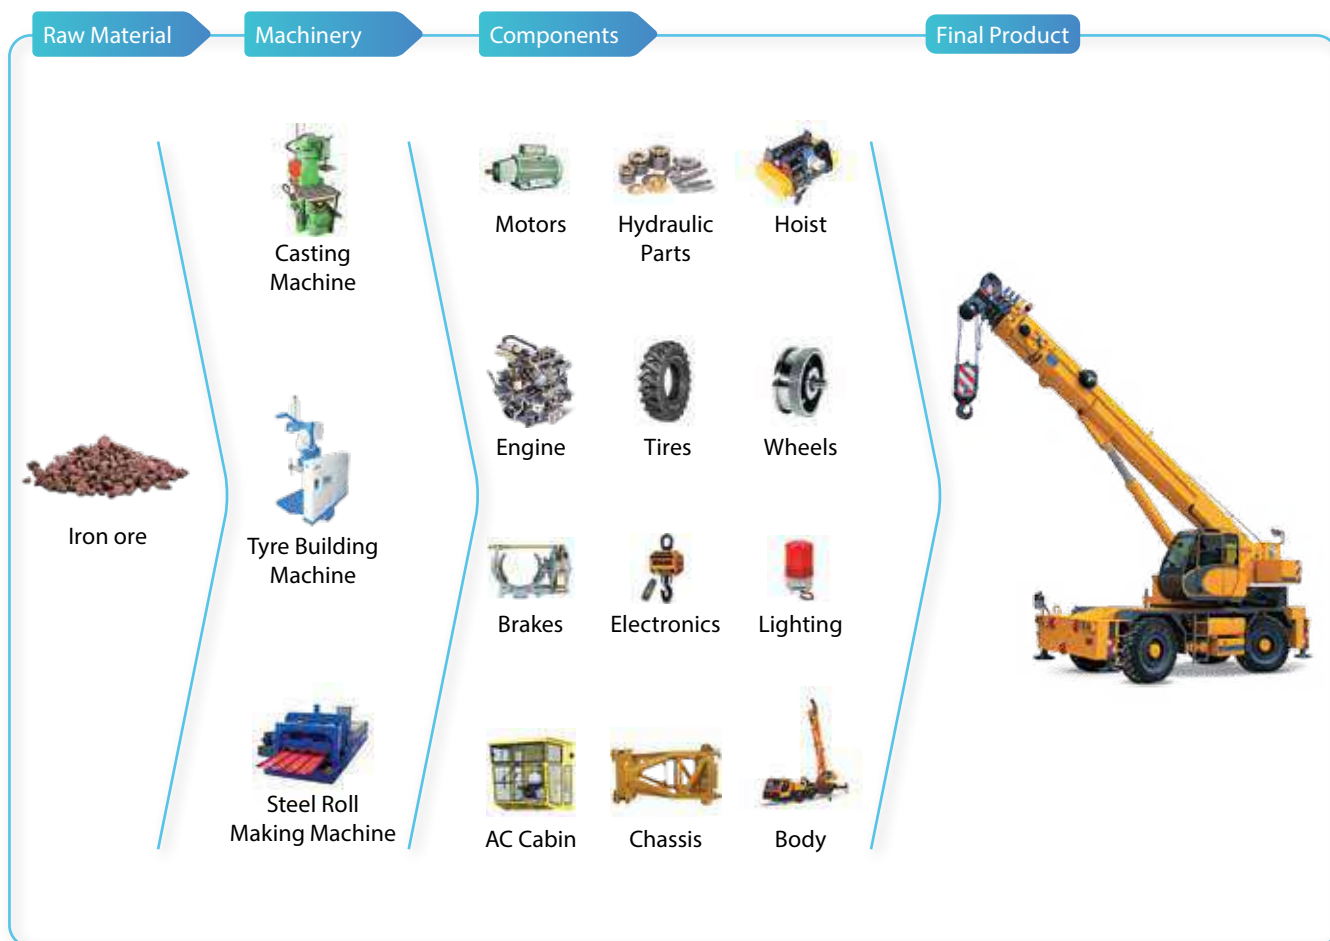 Raw Material
Machinery
Components
Final Product
Iron ore
Casting
Machine
Tyre Building
Machine
Steel Roll
Making Machine
Motors
Hydraulic
Parts
Hoist
Engine
Tires
Wheels
Brakes
Electronics
Lighting
AC Cabin
Chassis
Body